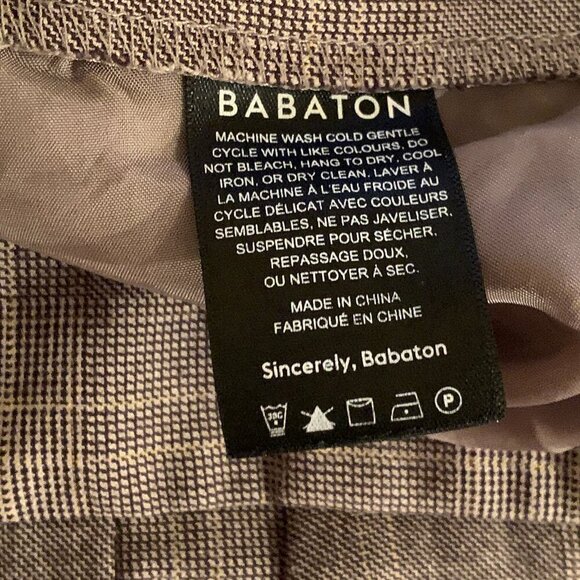 BABATON
MACHINE WASH COLD GENTLE
CYCLE WITH LIKE COLOURS. DO
NOT BLEACH, HANG TO DRY, COOL
IRON, OR DRY CLEAN. LAVER À
LA MACHINE À L'EAU FROIDE AU
CYCLE DÉLICAT AVEC COULEURS
SEMBLABLES, NE PAS JAVELISER,
SUSPENDRE POUR SÉCHER,
REPASSAGE DOUX,
OU NETTOYER À SEC.
MADE IN CHINA
FABRIQUÉ EN CHINE
Sincerely, Babaton
30C P